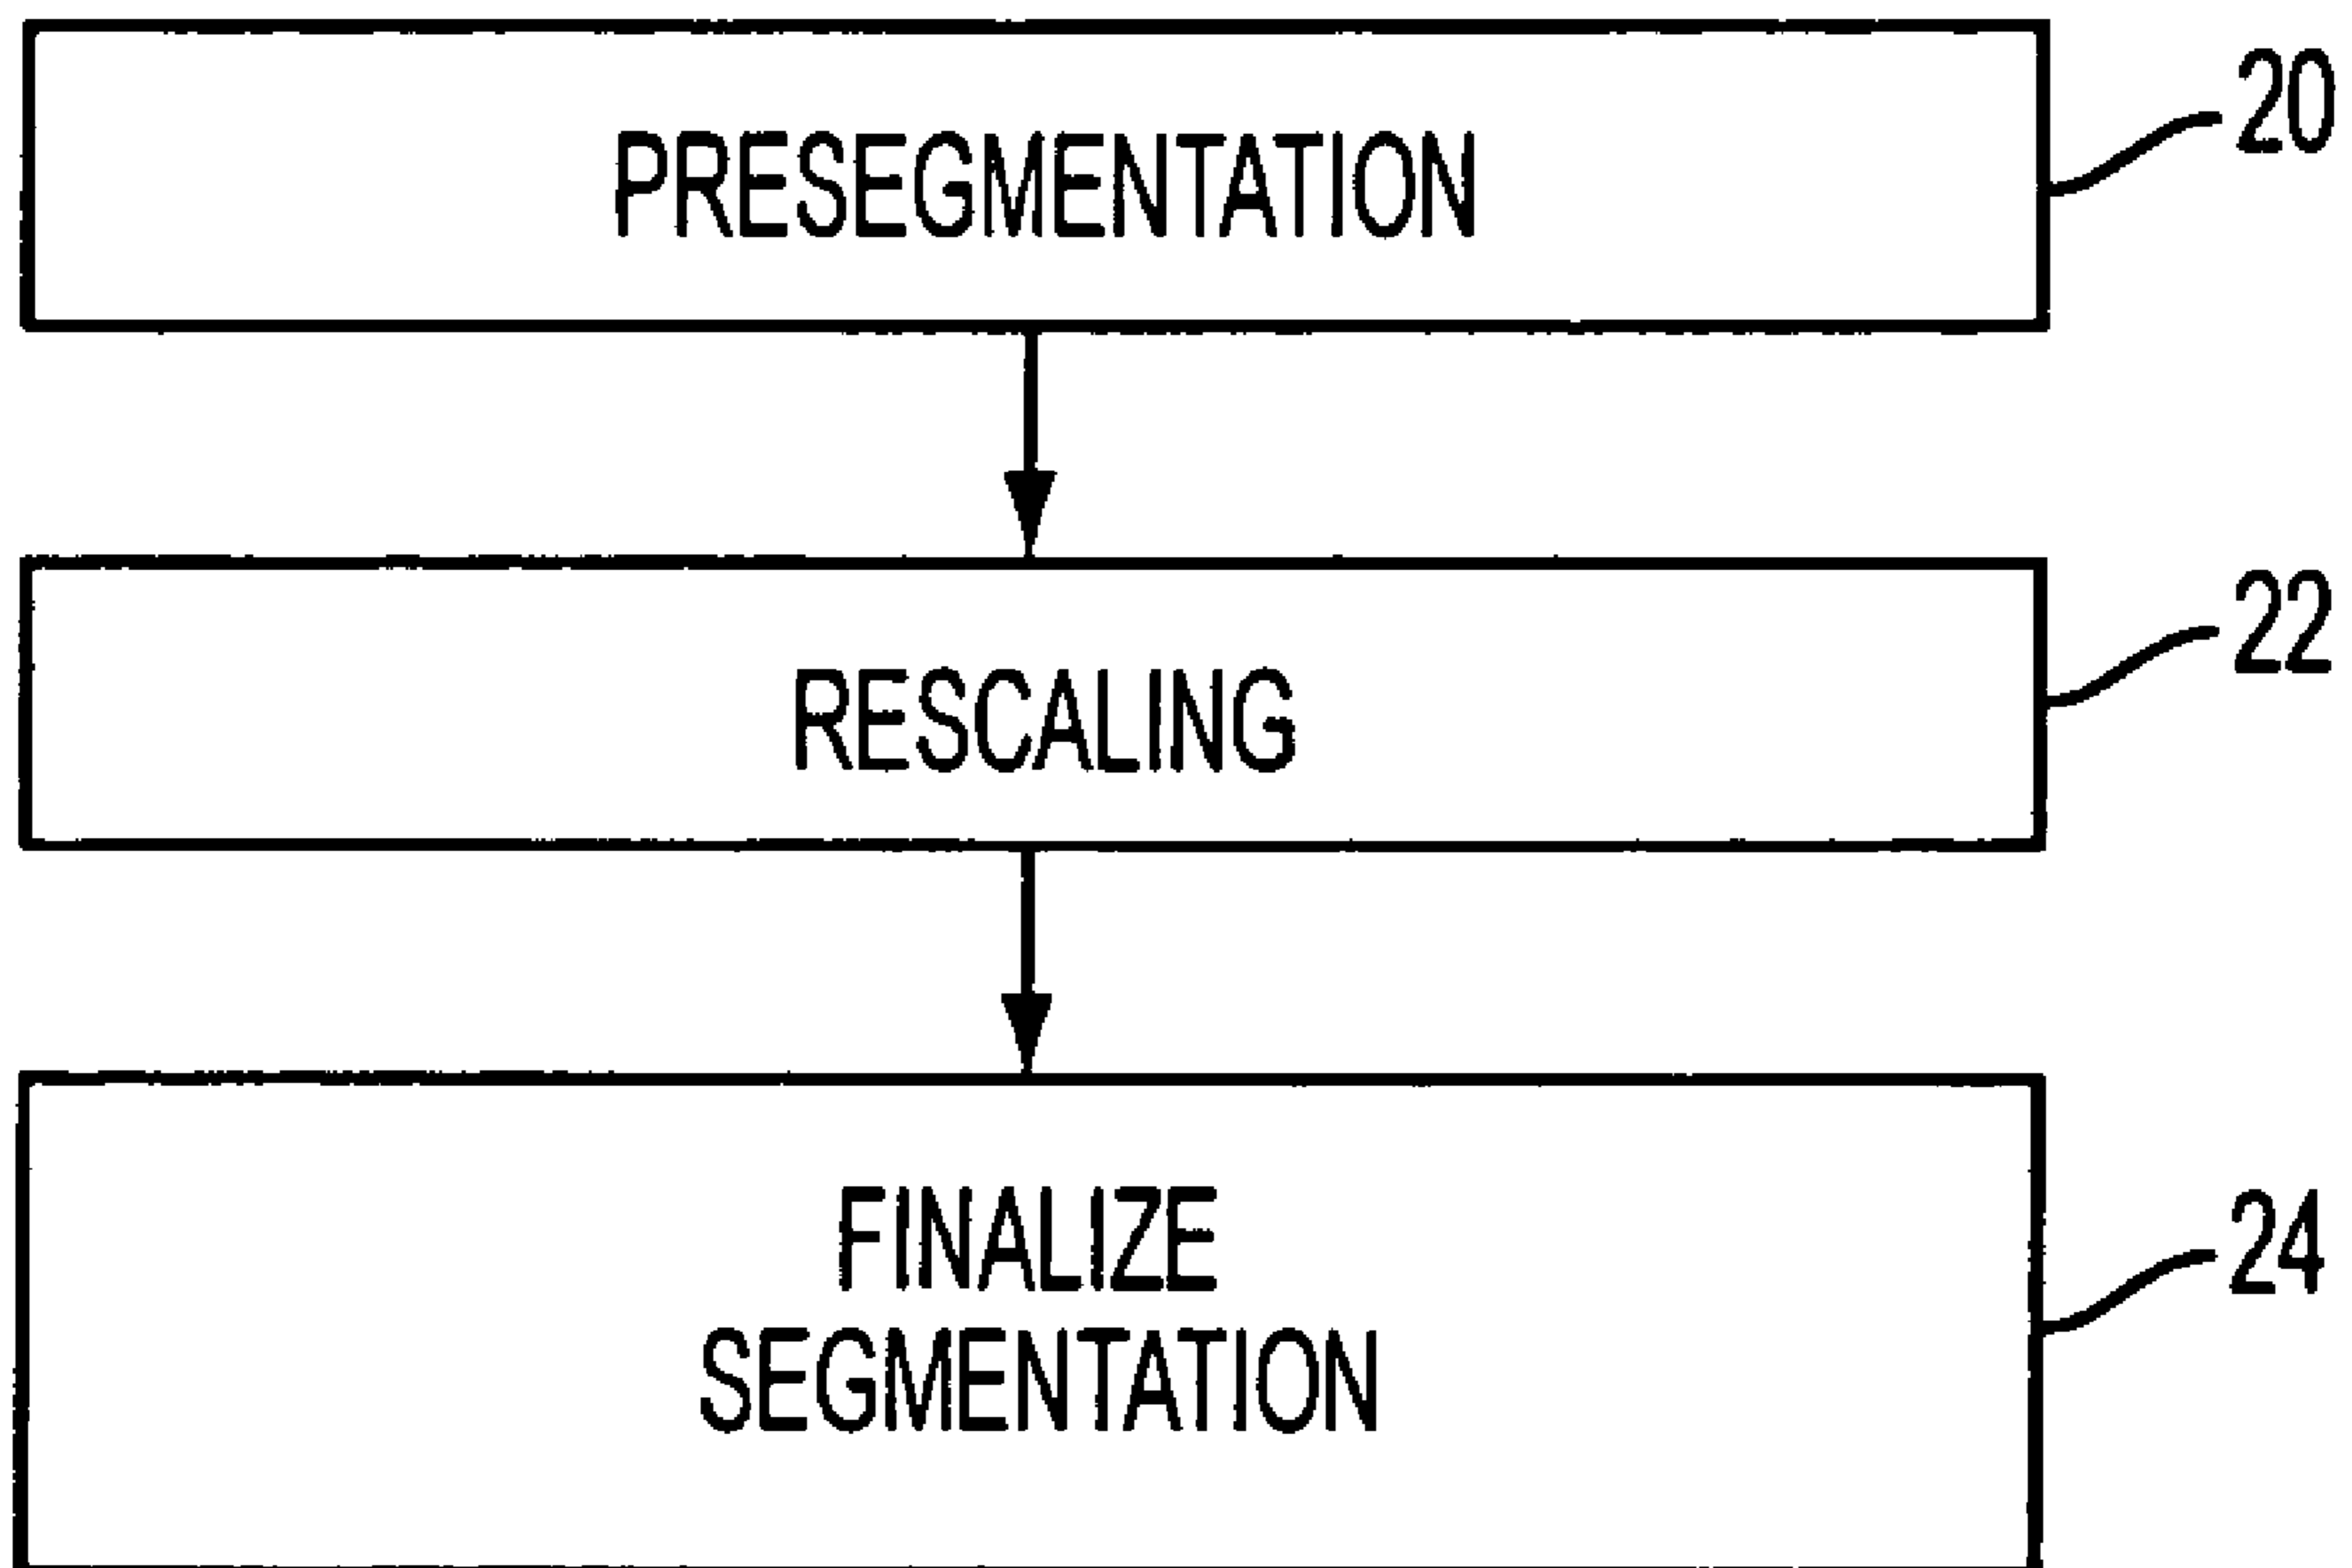 PRESEGMENTATION
20
RESCALING
22
FINALIZE
SEGMENTATION
24